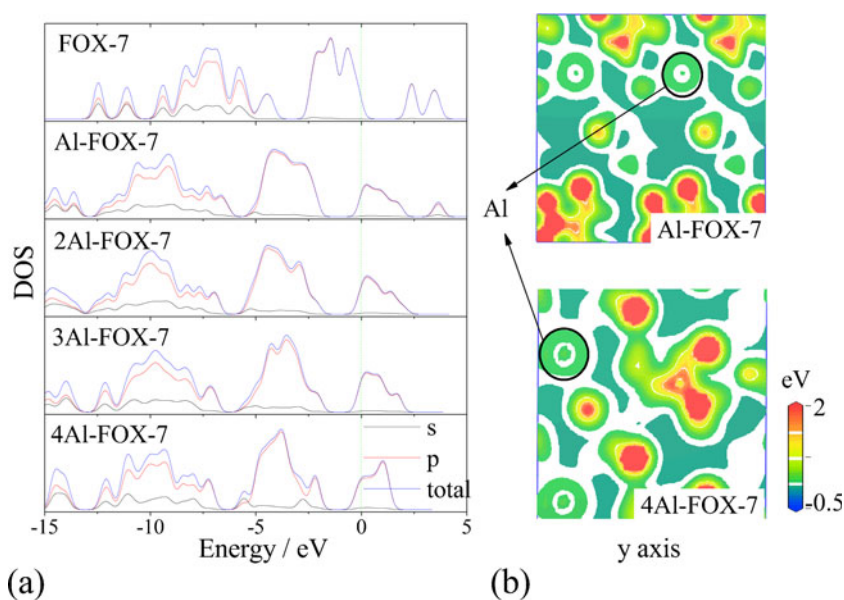 FOX-7
Al-FOX-7
2Al-FOX-7
3Al-FOX-7
4Al-FOX-7
s
p
total
DOS
-15 -10 -5 0 5
Energy / eV
(a)
Al
Al-FOX-7
4Al-FOX-7
eV
2
-0.5
y axis
(b)